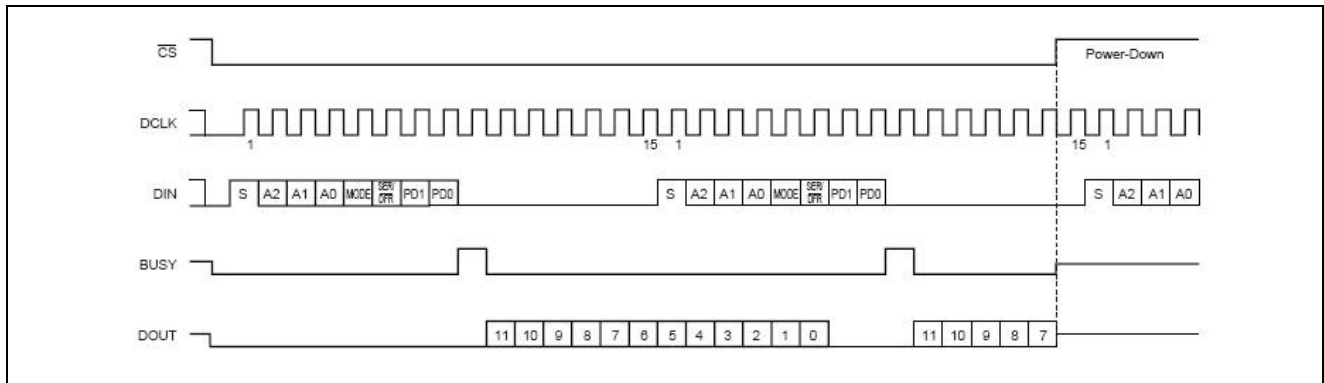 CS Power-Down
DCLK
1 15 1 15 1
DIN S A2 A1 A0 MODE SER/DFR PD1 PD0 S A2 A1 A0 MODE SER/DFR PD1 PD0 S A2 A1 A0
BUSY
DOUT 11 10 9 8 7 6 5 4 3 2 1 0 11 10 9 8 7